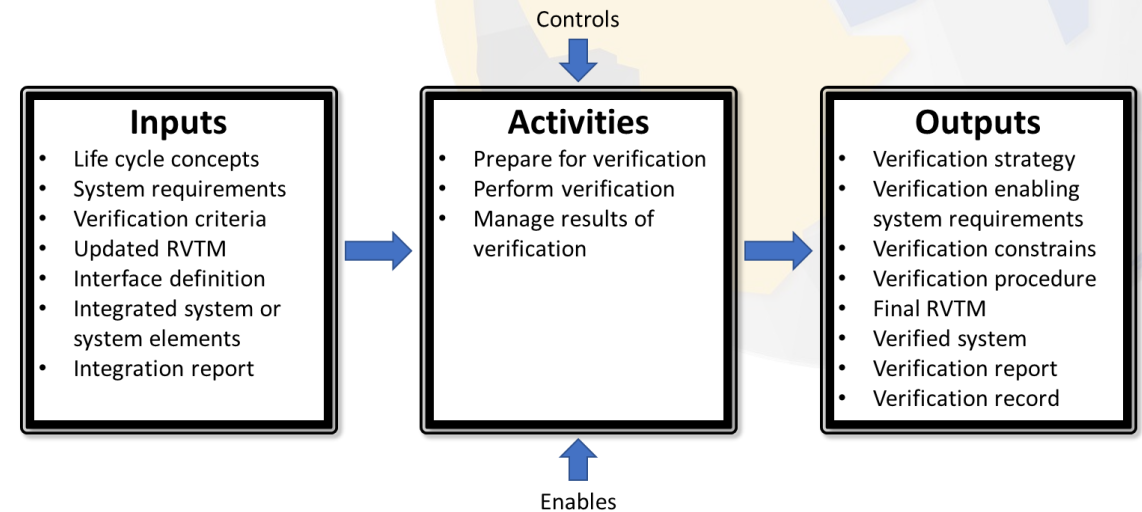 Controls
Inputs
• Life cycle concepts
• System requirements
• Verification criteria
• Updated RVTM
• Interface definition
• Integrated system or
system elements
• Integration report
Activities
• Prepare for verification
• Perform verification
• Manage results of
verification
Outputs
• Verification strategy
• Verification enabling
system requirements
• Verification constrains
• Verification procedure
• Final RVTM
• Verified system
• Verification report
• Verification record
Enables